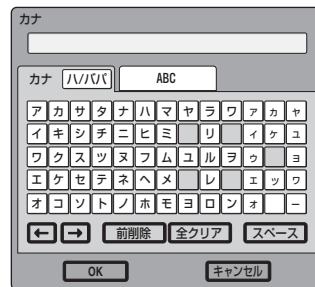 カナ
カナ ハ/バパ ABC
ア カ サ タ ナ ハ マ ヤ ラ ワ ァ ヵ ャ
イ キ シ チ ニ ヒ ミ リ ィ ヶ ュ
ワ ク ス ツ ヌ フ ム ユ ル ヲ ゥ ョ
エ ケ セ テ ネ ヘ メ レ ェ ッ ヮ
オ コ ソ ト ノ ホ モ ヨ ロ ン ォ ー
← → 前削除 全クリア スペース
OK キャンセル